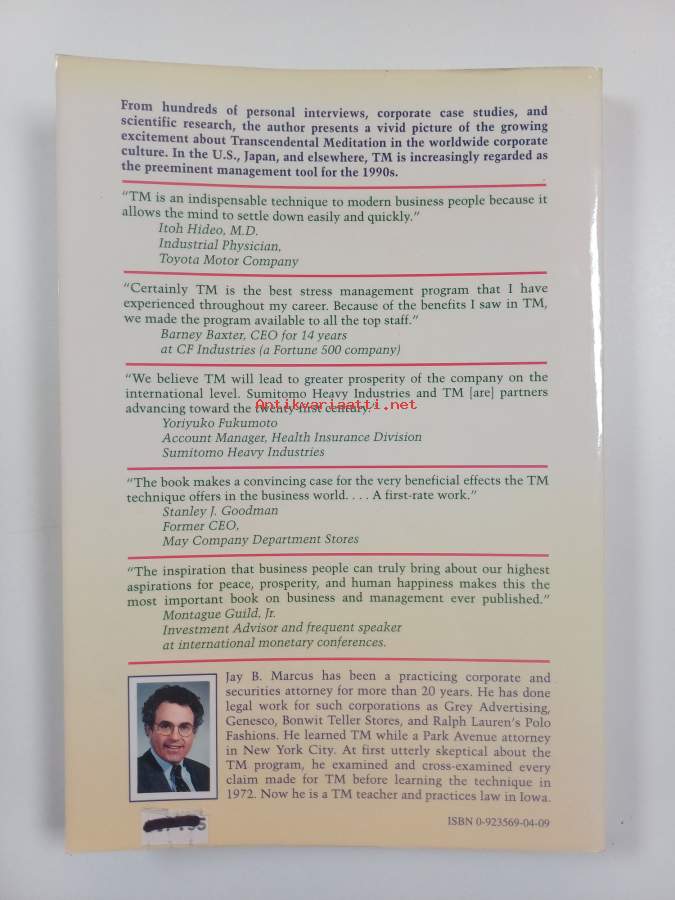 From hundreds of personal interviews, corporate case studies, and
scientific research, the author presents a vivid picture of the growing
excitement about Transcendental Meditation in the worldwide corporate
culture. In the U.S., Japan, and elsewhere, TM is increasingly regarded as
the preeminent management tool for the 1990s.
“TM is an indispensable technique to modern business people because it
allows the mind to settle down easily and quickly.”
Itoh Hideo, M.D.
Industrial Physician,
Toyota Motor Company
“Certainly TM is the best stress management program that I have
experienced throughout my career. Because of the benefits I saw in TM,
we made the program available to all the top staff.”
Barney Baxter, CEO for 14 years
at CF Industries (a Fortune 500 company)
“We believe TM will lead to greater prosperity of the company on the
international level. Sumitomo Heavy Industries and TM [are] partners
advancing toward the twenty-first century.”
Antikvariaatti.net
Yoriyuko Fukumoto
Account Manager, Health Insurance Division
Sumitomo Heavy Industries
“The book makes a convincing case for the very beneficial effects the TM
technique offers in the business world. . . . A first-rate work.”
Stanley J. Goodman
Former CEO,
May Company Department Stores
“The inspiration that business people can truly bring about our highest
aspirations for peace, prosperity, and human happiness makes this the
most important book on business and management ever published.”
Montague Guild, Jr.
Investment Advisor and frequent speaker
at international monetary conferences.
Jay B. Marcus has been a practicing corporate and
securities attorney for more than 20 years. He has done
legal work for such corporations as Grey Advertising,
Genesco, Bonwit Teller Stores, and Ralph Lauren's Polo
Fashions. He learned TM while a Park Avenue attorney
in New York City. At first utterly skeptical about the
TM program, he examined and cross-examined every
claim made for TM before learning the technique in
1972. Now he is a TM teacher and practices law in Iowa.
ISBN 0-923569-04-09